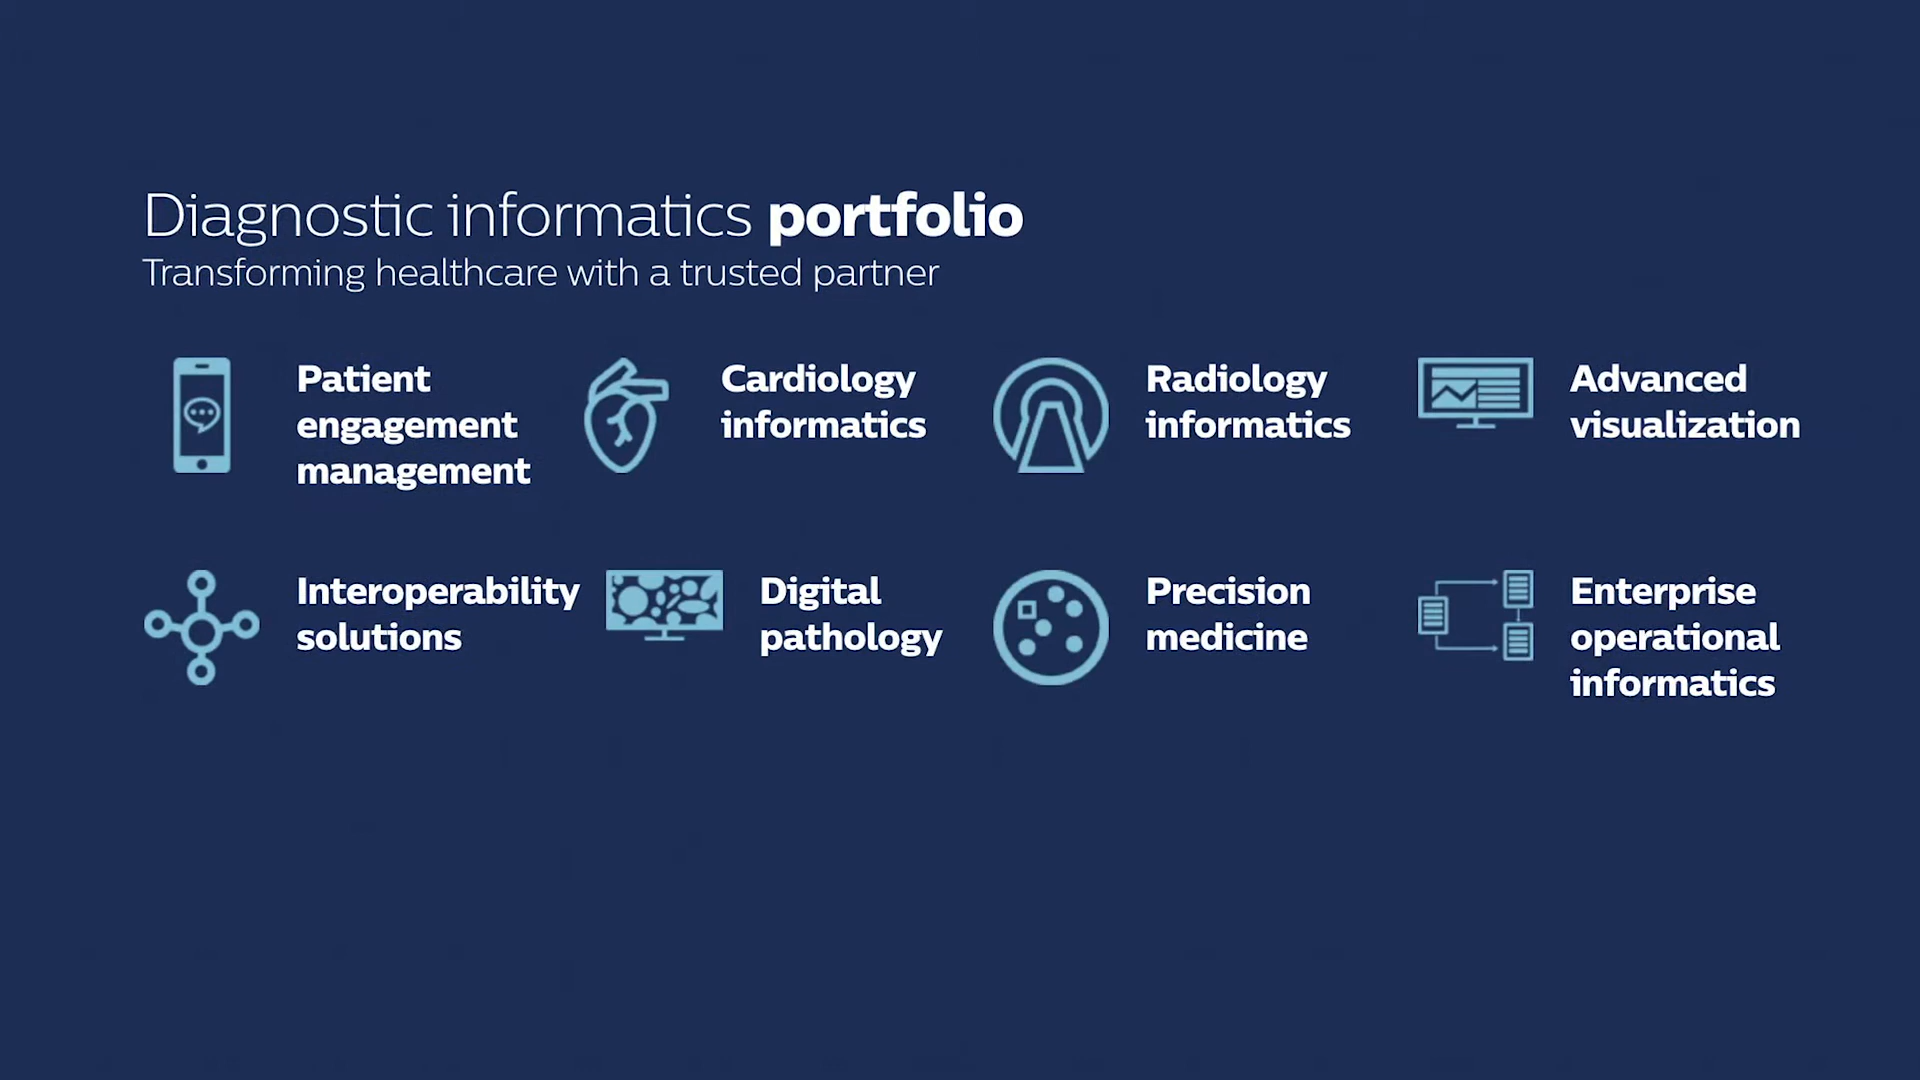 Diagnostic informatics portfolio
Transforming healthcare with a trusted partner
Patient
engagement
management
Cardiology
informatics
Radiology
informatics
Advanced
visualization
Interoperability
solutions
Digital
pathology
Precision
medicine
Enterprise
operational
informatics